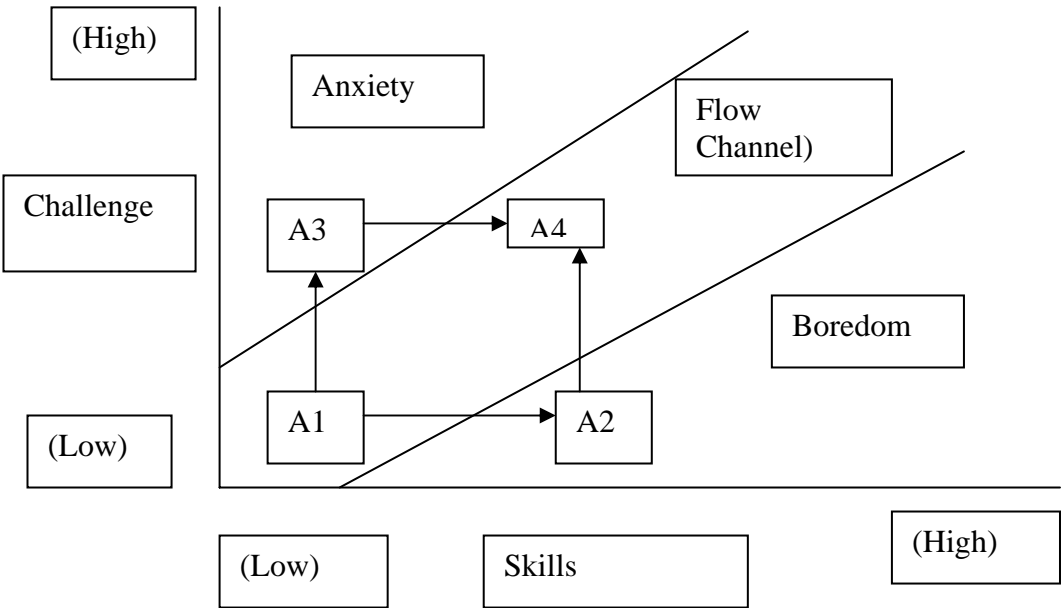 (High)
Anxiety
Flow
Channel)
Challenge
A3
A4
Boredom
A1
A2
(Low)
(High)
(Low)
Skills